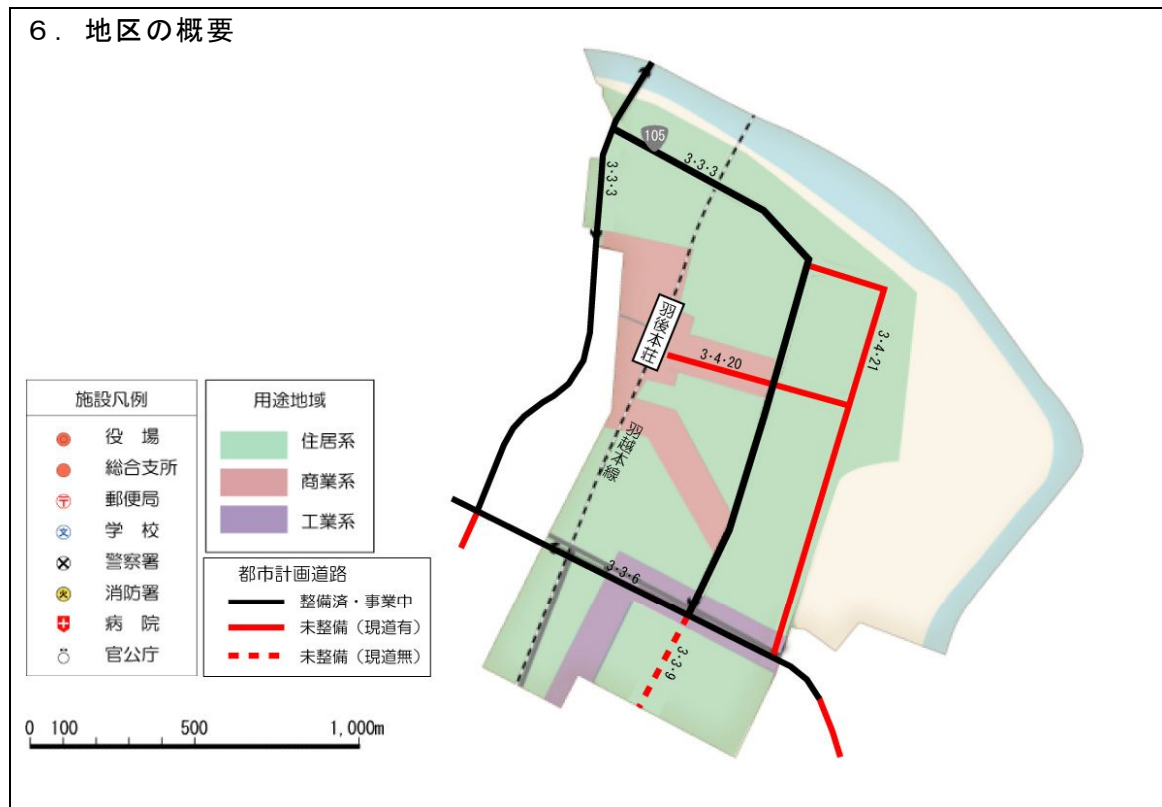 ６．地区の概要
105
3・3・3
3・3・3
羽後本荘
3・4・20
3・4・21
羽越本線
3・3・6
3・3・9
施設凡例
役　場
総合支所
〒 郵便局
文 学　校
警察署
火 消防署
病　院
官公庁
用途地域
住居系
商業系
工業系
都市計画道路
整備済・事業中
未整備（現道有）
未整備（現道無）
0 100 500 1,000m